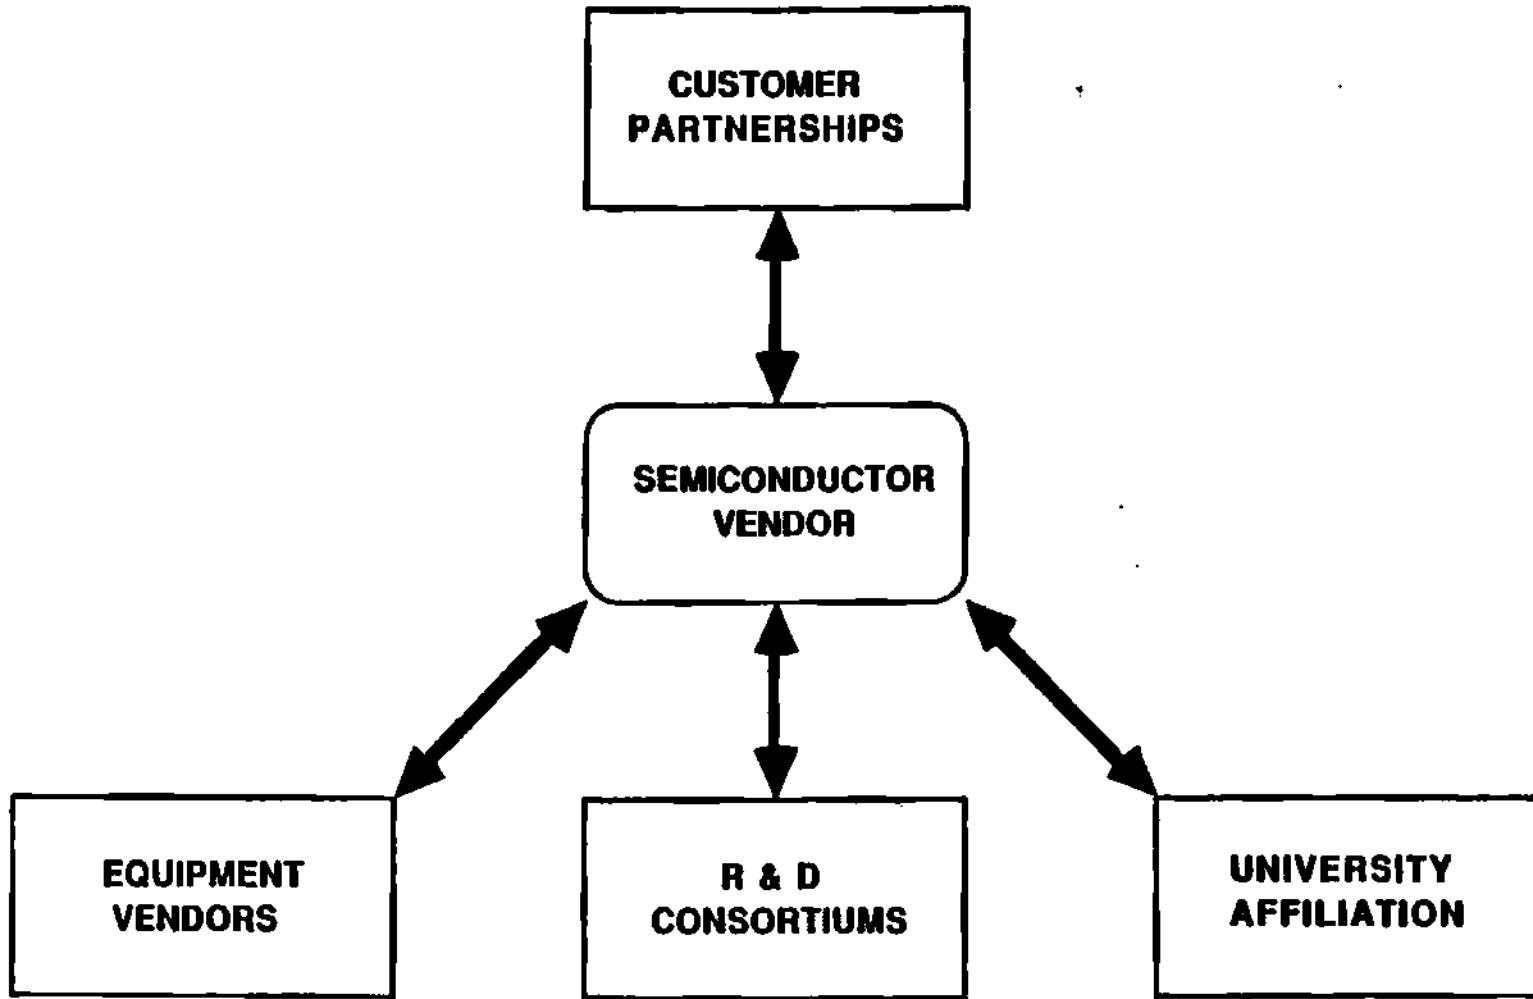 CUSTOMER
PARTNERSHIPS
SEMICONDUCTOR
VENDOR
EQUIPMENT
VENDORS
R & D
CONSORTIUMS
UNIVERSITY
AFFILIATION